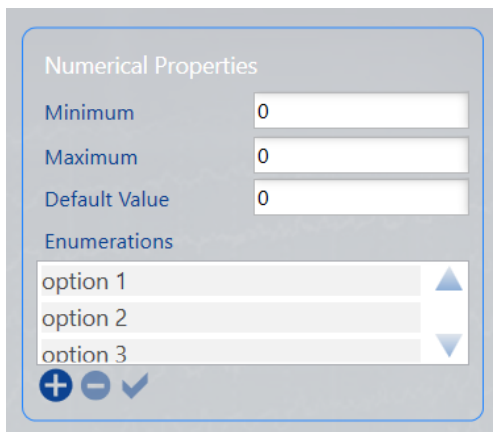 Numerical Properties
Minimum 0
Maximum 0
Default Value 0
Enumerations
option 1
option 2
option 3